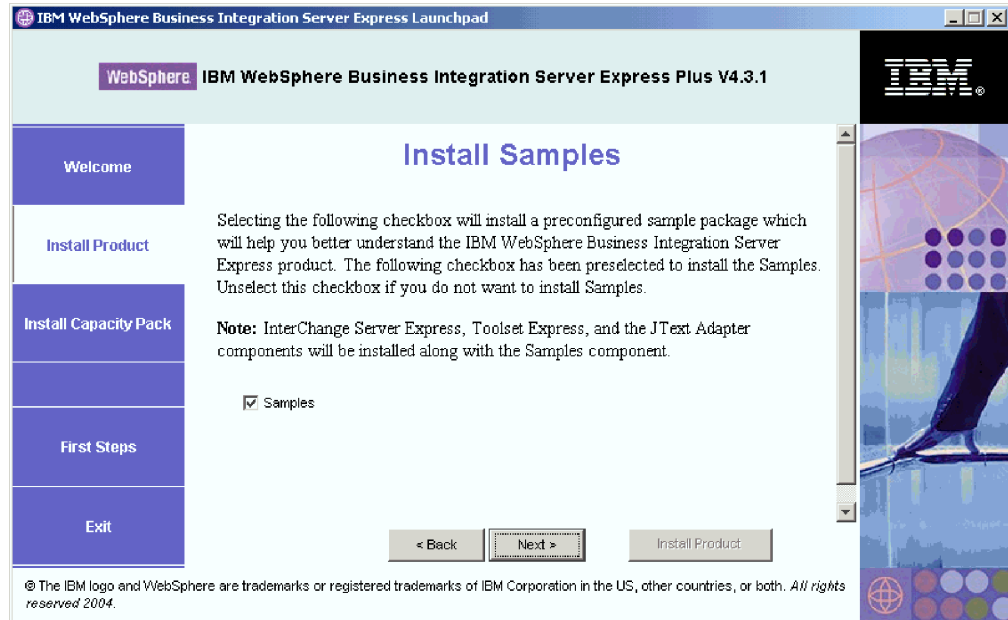 IBM WebSphere Business Integration Server Express Launchpad
WebSphere. IBM WebSphere Business Integration Server Express Plus V4.3.1
IBM®
Welcome
Install Product
Install Capacity Pack
First Steps
Exit
Install Samples
Selecting the following checkbox will install a preconfigured sample package which
will help you better understand the IBM WebSphere Business Integration Server
Express product. The following checkbox has been preselected to install the Samples.
Unselect this checkbox if you do not want to install Samples.
Note: InterChange Server Express, Toolset Express, and the JText Adapter
components will be installed along with the Samples component.
Samples
< Back
Next >
Install Product
© The IBM logo and WebSphere are trademarks or registered trademarks of IBM Corporation in the US, other countries, or both. All rights
reserved 2004.